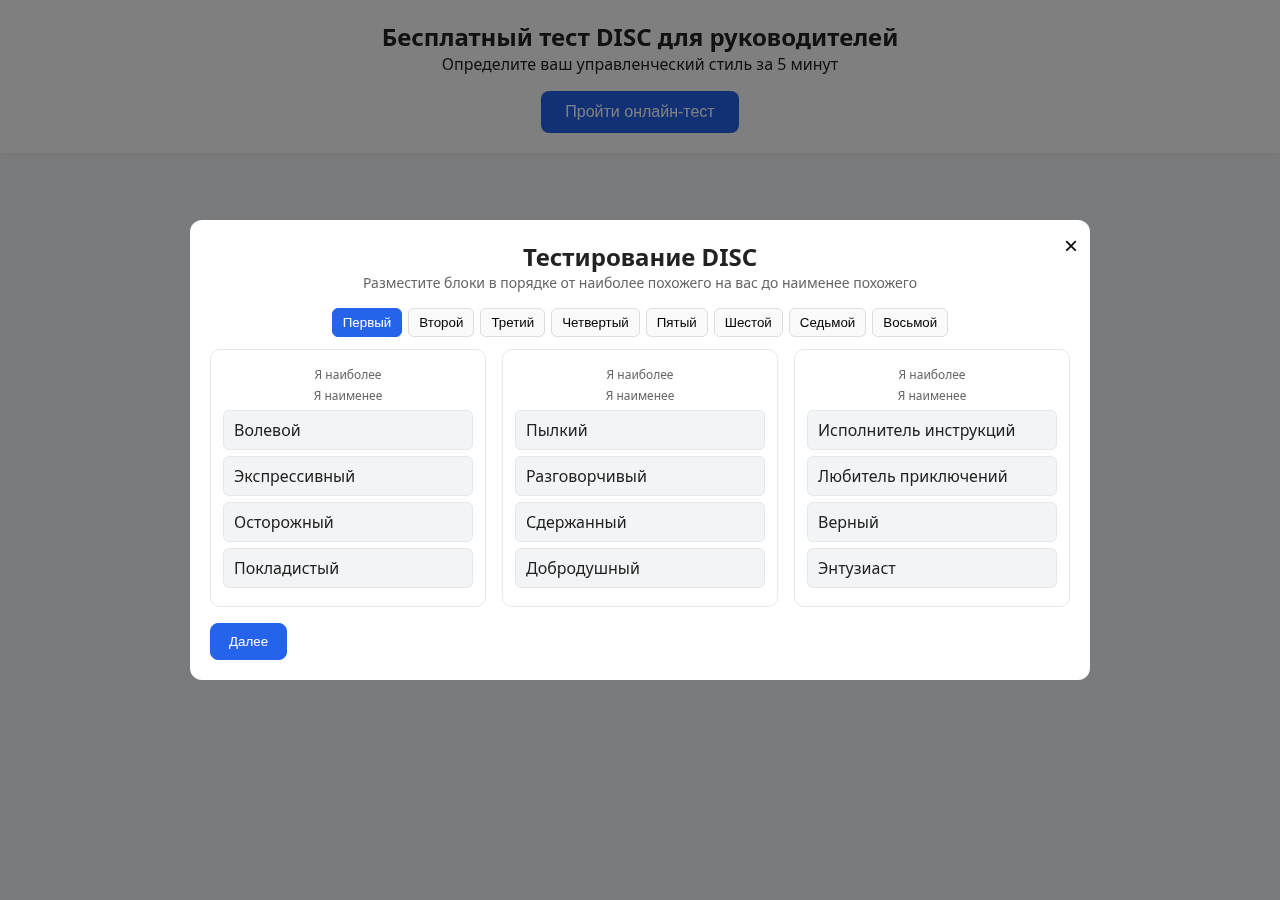 Бесплатный тест DISC для руководителей
Определите ваш управленческий стиль за 5 минут
Пройти онлайн-тест
×
Тестирование DISC
Разместите блоки в порядке от наиболее похожего на вас до наименее похожего
Первый Второй Третий Четвертый Пятый Шестой Седьмой Восьмой
Я наиболее
Я наименее
Волевой
Экспрессивный
Осторожный
Покладистый
Я наиболее
Я наименее
Пылкий
Разговорчивый
Сдержанный
Добродушный
Я наиболее
Я наименее
Исполнитель инструкций
Любитель приключений
Верный
Энтузиаст
Далее